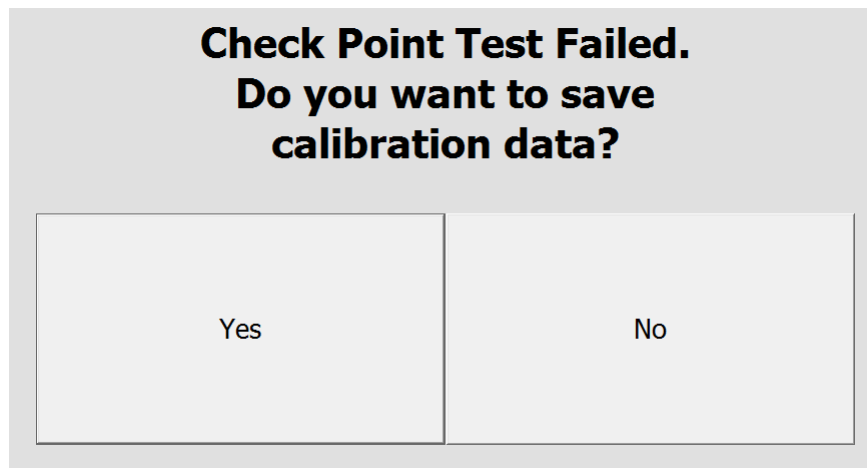 Check Point Test Failed.
Do you want to save
calibration data?
Yes
No